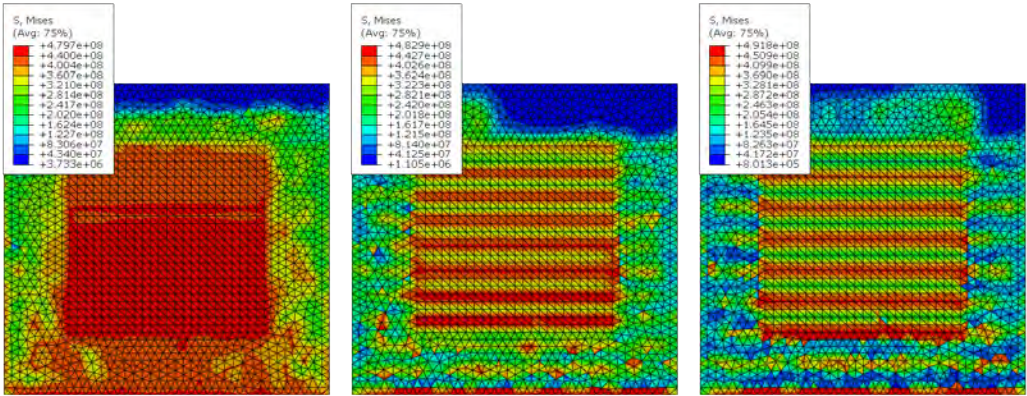 S, Mises
(Avg: 75%)
+4.797e+08
+4.400e+08
+4.004e+08
+3.607e+08
+3.210e+08
+2.814e+08
+2.417e+08
+2.020e+08
+1.624e+08
+1.227e+08
+8.306e+07
+4.340e+07
+3.733e+06
S, Mises
(Avg: 75%)
+4.829e+08
+4.427e+08
+4.026e+08
+3.624e+08
+3.223e+08
+2.821e+08
+2.420e+08
+2.018e+08
+1.617e+08
+1.215e+08
+8.140e+07
+4.125e+07
+1.105e+06
S, Mises
(Avg: 75%)
+4.918e+08
+4.509e+08
+4.099e+08
+3.690e+08
+3.281e+08
+2.872e+08
+2.463e+08
+2.054e+08
+1.645e+08
+1.235e+08
+8.263e+07
+4.172e+07
+8.013e+05